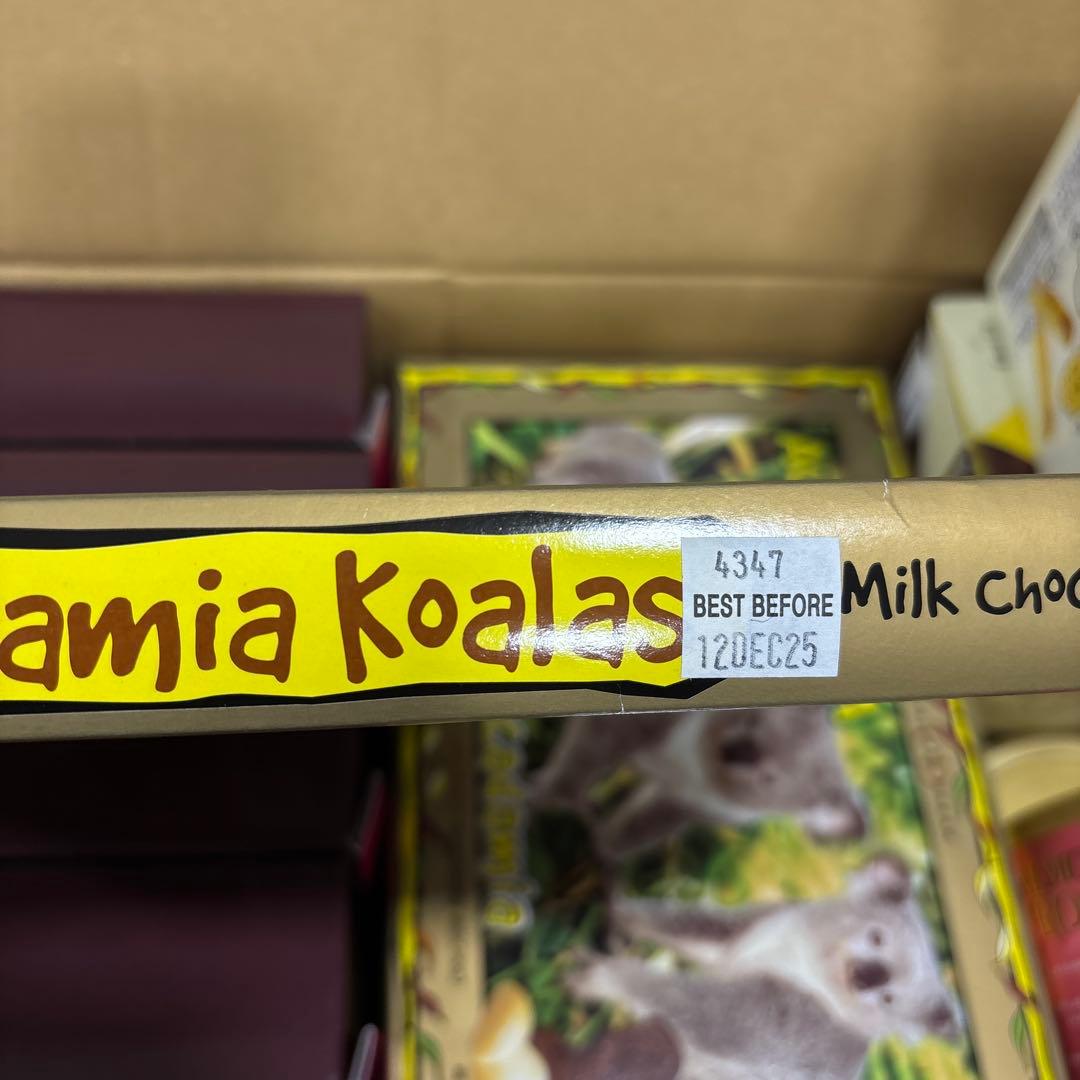 amia Koalas
4347
BEST BEFORE
12DEC25
Milk Choc